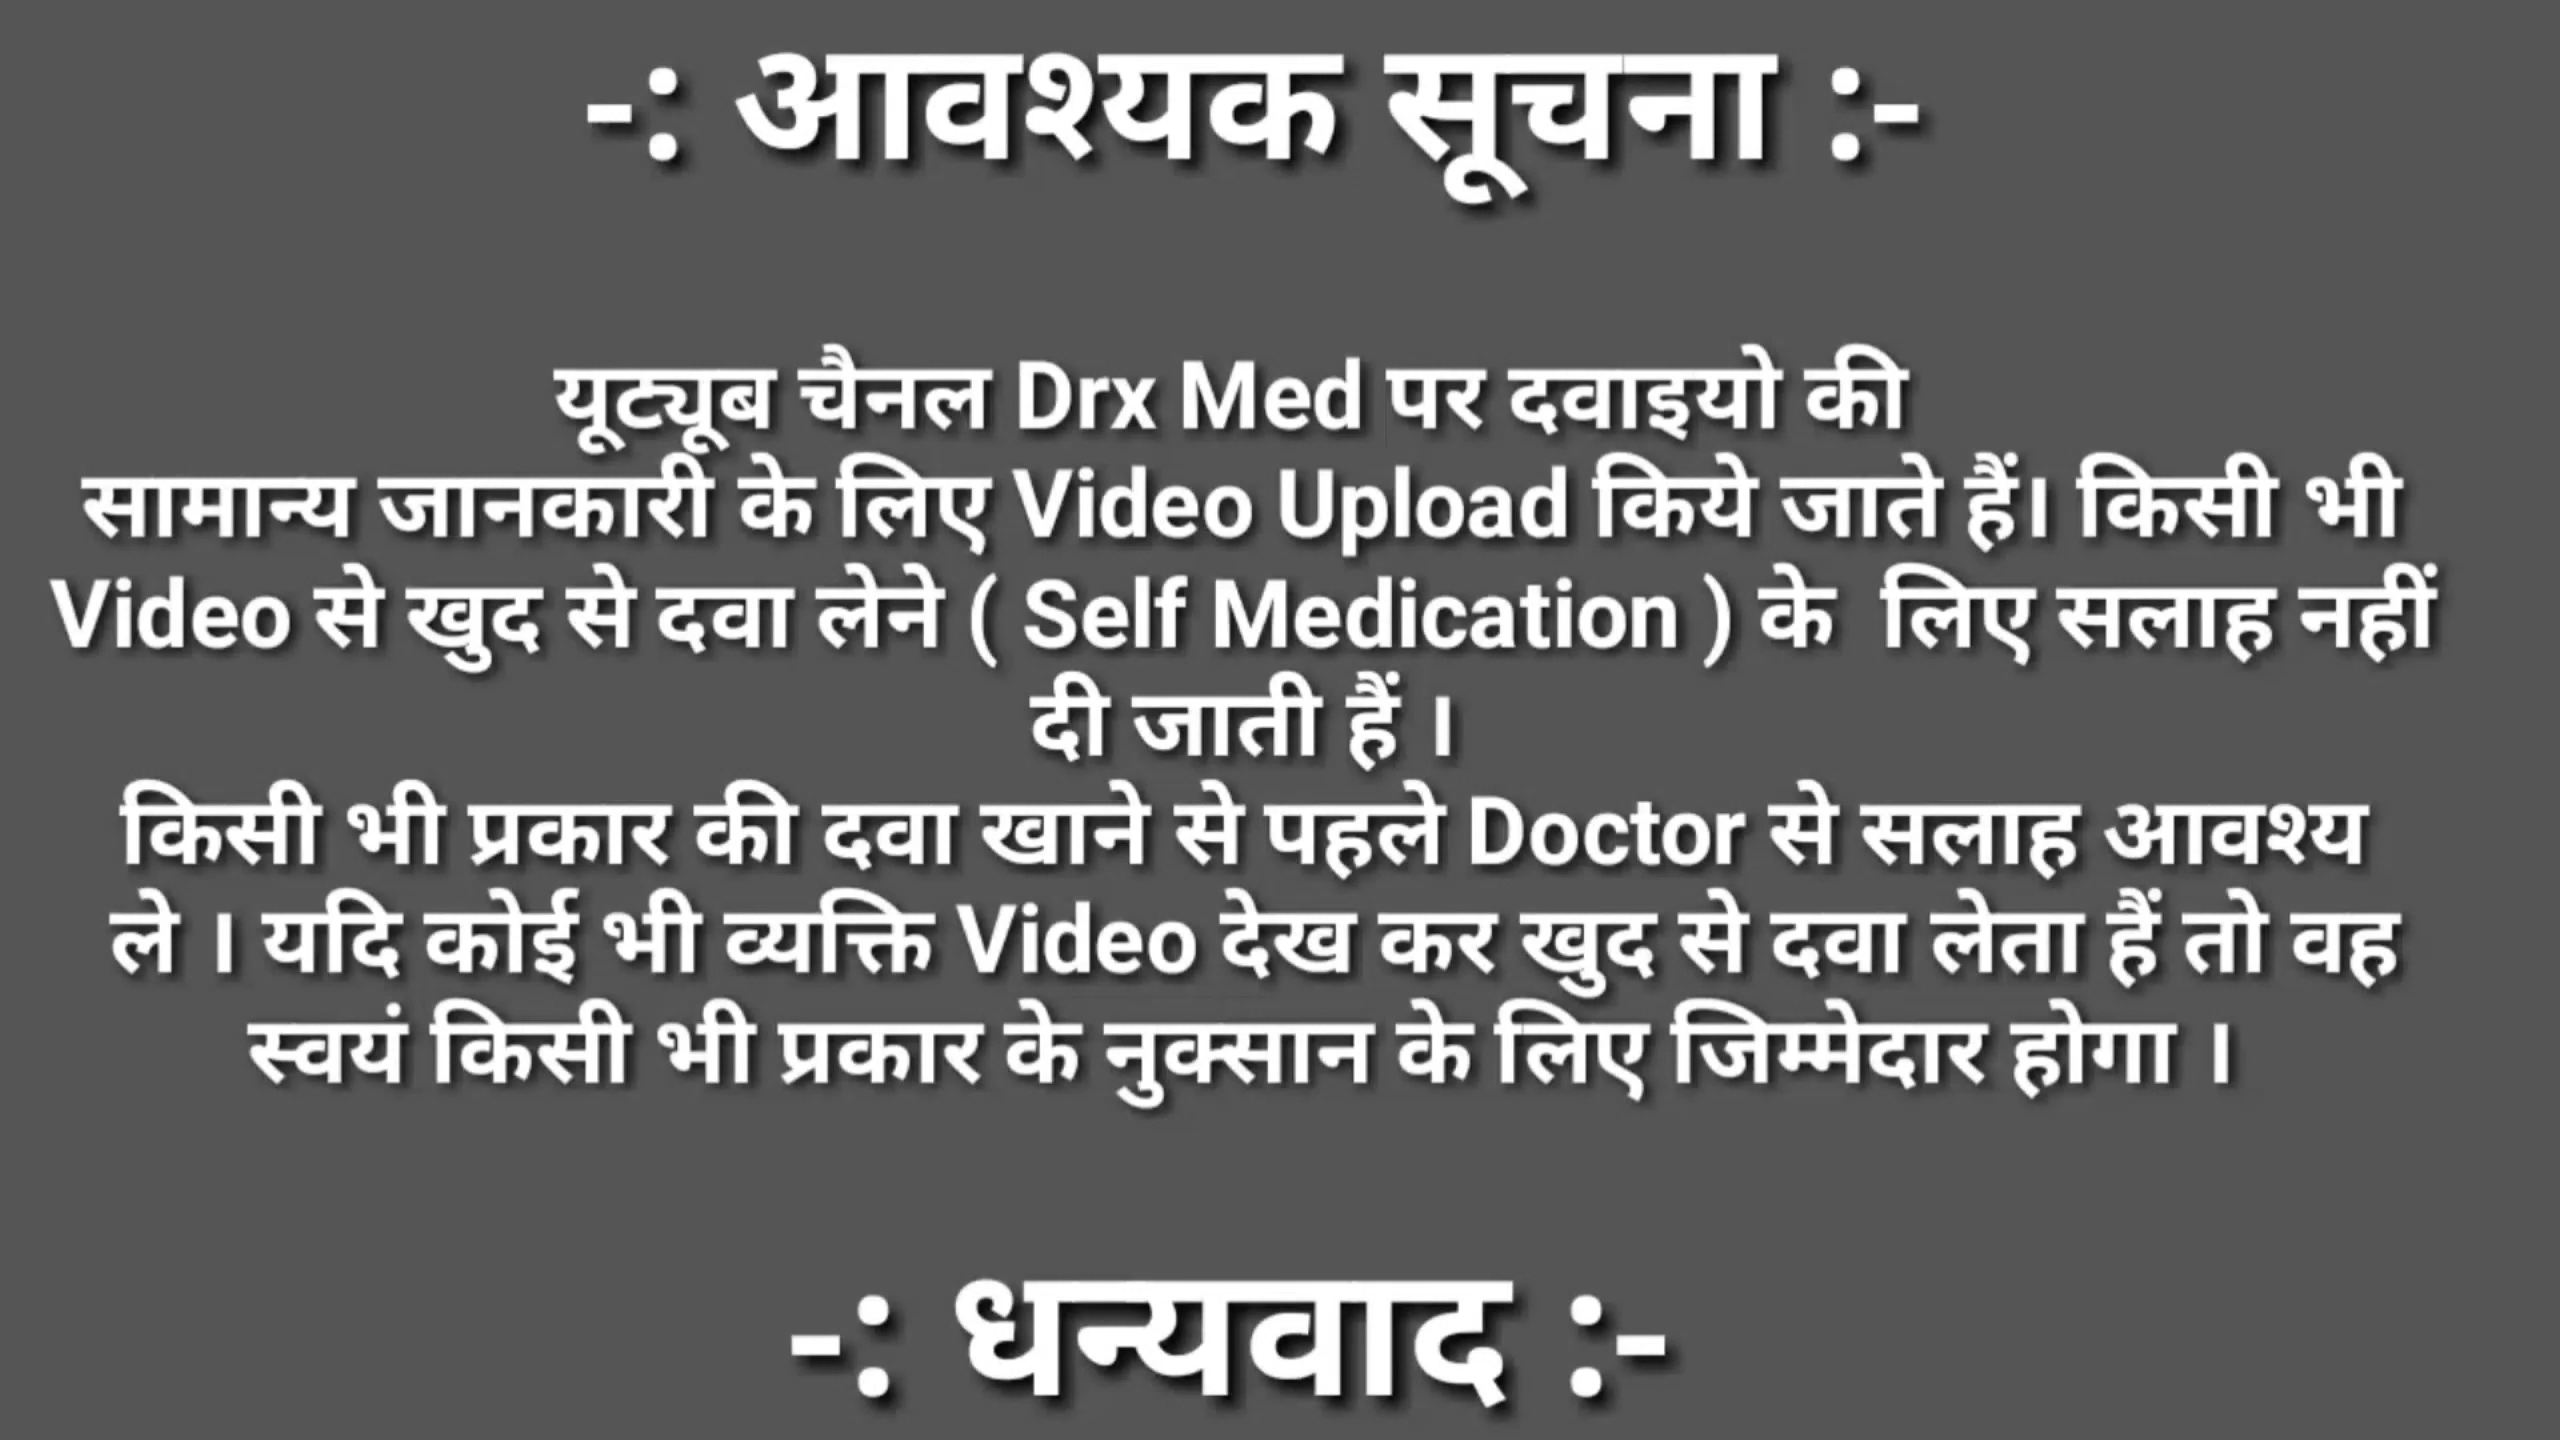 -: आवश्यक सूचना :-
यूट्यूब चैनल Drx Med पर दवाइयो की
सामान्य जानकारी के लिए Video Upload किये जाते हैं। किसी भी
Video से खुद से दवा लेने ( Self Medication ) के लिए सलाह नहीं
दी जाती हैं ।
किसी भी प्रकार की दवा खाने से पहले Doctor से सलाह आवश्य
ले । यदि कोई भी व्यक्ति Video देख कर खुद से दवा लेता हैं तो वह
स्वयं किसी भी प्रकार के नुक्सान के लिए जिम्मेदार होगा ।
-: धन्यवाद :-